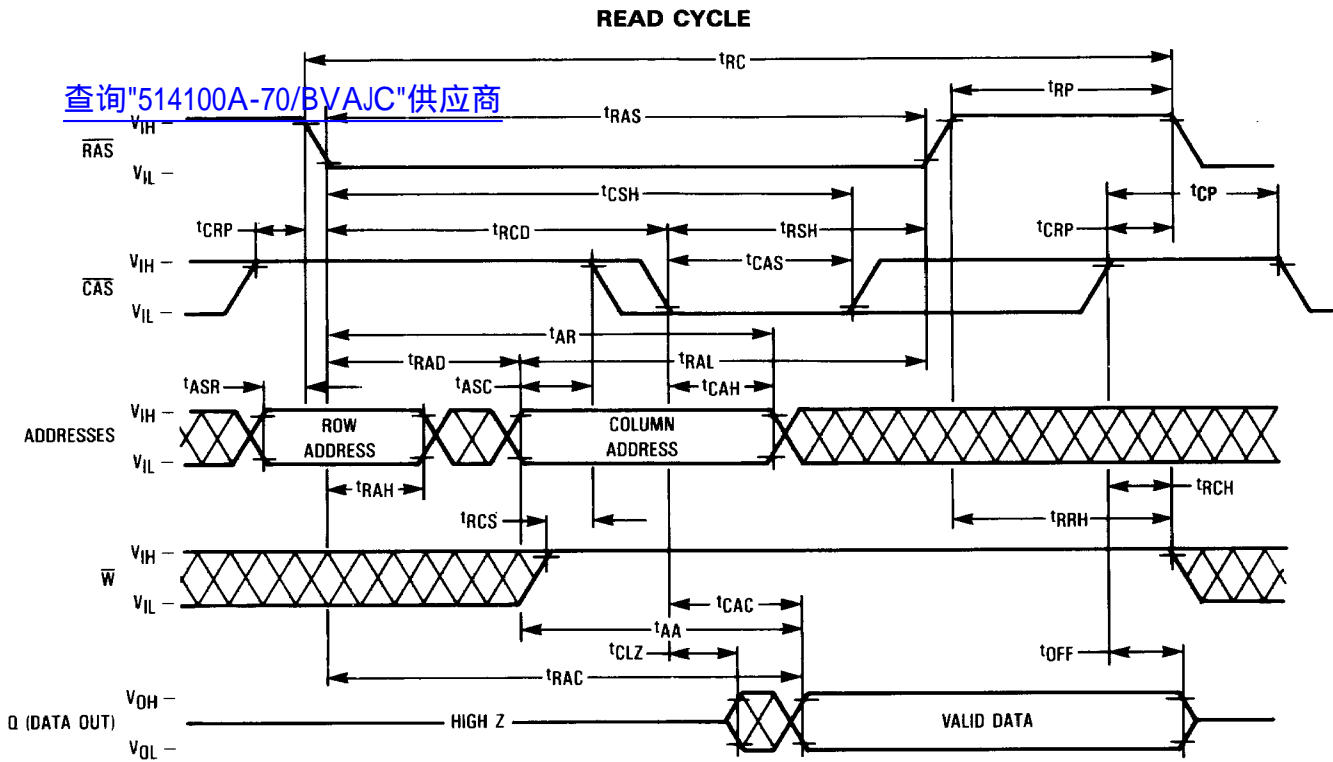 READ CYCLE
tRC
查询"514100A-70/BVAJC"供应商
tRP
tRAS
VIH
RAS
VIL
tCSH
tCP
tCRP
tRCD
tRSH
tCRP
VIH
tCAS
CAS
VIL
tAR
tRAD
tRAL
tASR
tASC
tCAH
VIH
ADDRESSES
ROW
ADDRESS
COLUMN
ADDRESS
VIL
tRAH
tRCH
tRCS
tRRH
VIH
W
VIL
tCAC
tAA
tCLZ
tOFF
tRAC
VOH
Q (DATA OUT)
HIGH Z
VALID DATA
VOL